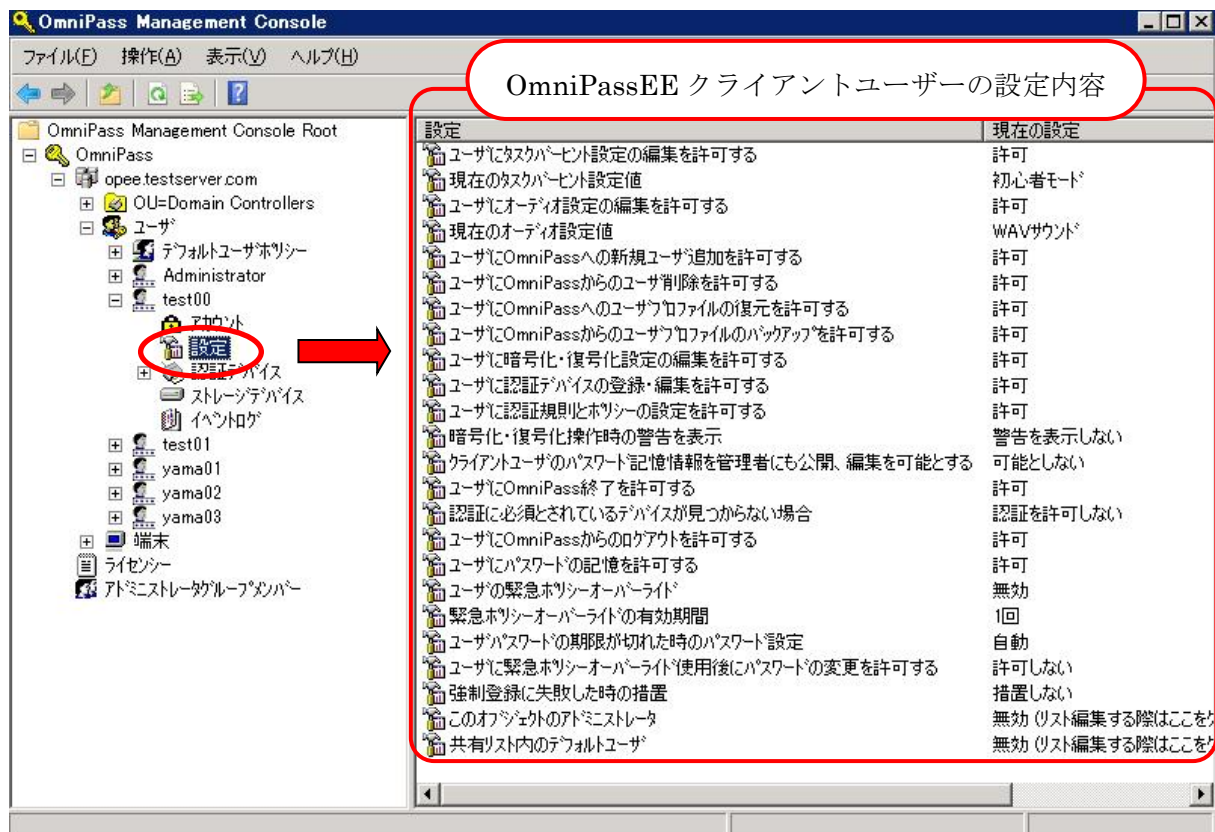 OmniPass Management Console
ファイル(F) 操作(A) 表示(V) ヘルプ(H)
OmniPassEE クライアントユーザーの設定内容
OmniPass Management Console Root
OmniPass
opee.testserver.com
OU=Domain Controllers
ユーザ
デフォルトユーザポリシー
Administrator
test00
アカウント
設定
認証デバイス
ストレージデバイス
イベントログ
test01
yama01
yama02
yama03
端末
ライセンシー
アドミニストレータグループメンバー
設定 現在の設定
ユーザにタスクバーヒント設定の編集を許可する 許可
現在のタスクバーヒント設定値 初心者モード
ユーザにオーディオ設定の編集を許可する 許可
現在のオーディオ設定値 WAVサウンド
ユーザにOmniPassへの新規ユーザ追加を許可する 許可
ユーザにOmniPassからのユーザ削除を許可する 許可
ユーザにOmniPassへのユーザプロファイルの復元を許可する 許可
ユーザにOmniPassからのユーザプロファイルのバックアップを許可する 許可
ユーザに暗号化・復号化設定の編集を許可する 許可
ユーザに認証デバイスの登録・編集を許可する 許可
ユーザに認証規則とポリシーの設定を許可する 許可
暗号化・復号化操作時の警告を表示 警告を表示しない
クライアントユーザのパスワード記憶情報を管理者にも公開、編集を可能とする 可能としない
ユーザにOmniPass終了を許可する 許可
認証に必須とされているデバイスが見つからない場合 認証を許可しない
ユーザにOmniPassからのログアウトを許可する 許可
ユーザにパスワードの記憶を許可する 許可
ユーザの緊急ポリシーオーバーライド 無効
緊急ポリシーオーバーライドの有効期間 1回
ユーザパスワードの期限が切れた時のパスワード設定 自動
ユーザに緊急ポリシーオーバーライド使用後にパスワードの変更を許可する 許可しない
強制登録に失敗した時の措置 措置しない
このオブジェクトのアドミニストレータ 無効 (リスト編集する際はここを
共有リスト内のデフォルトユーザ 無効 (リスト編集する際はここを